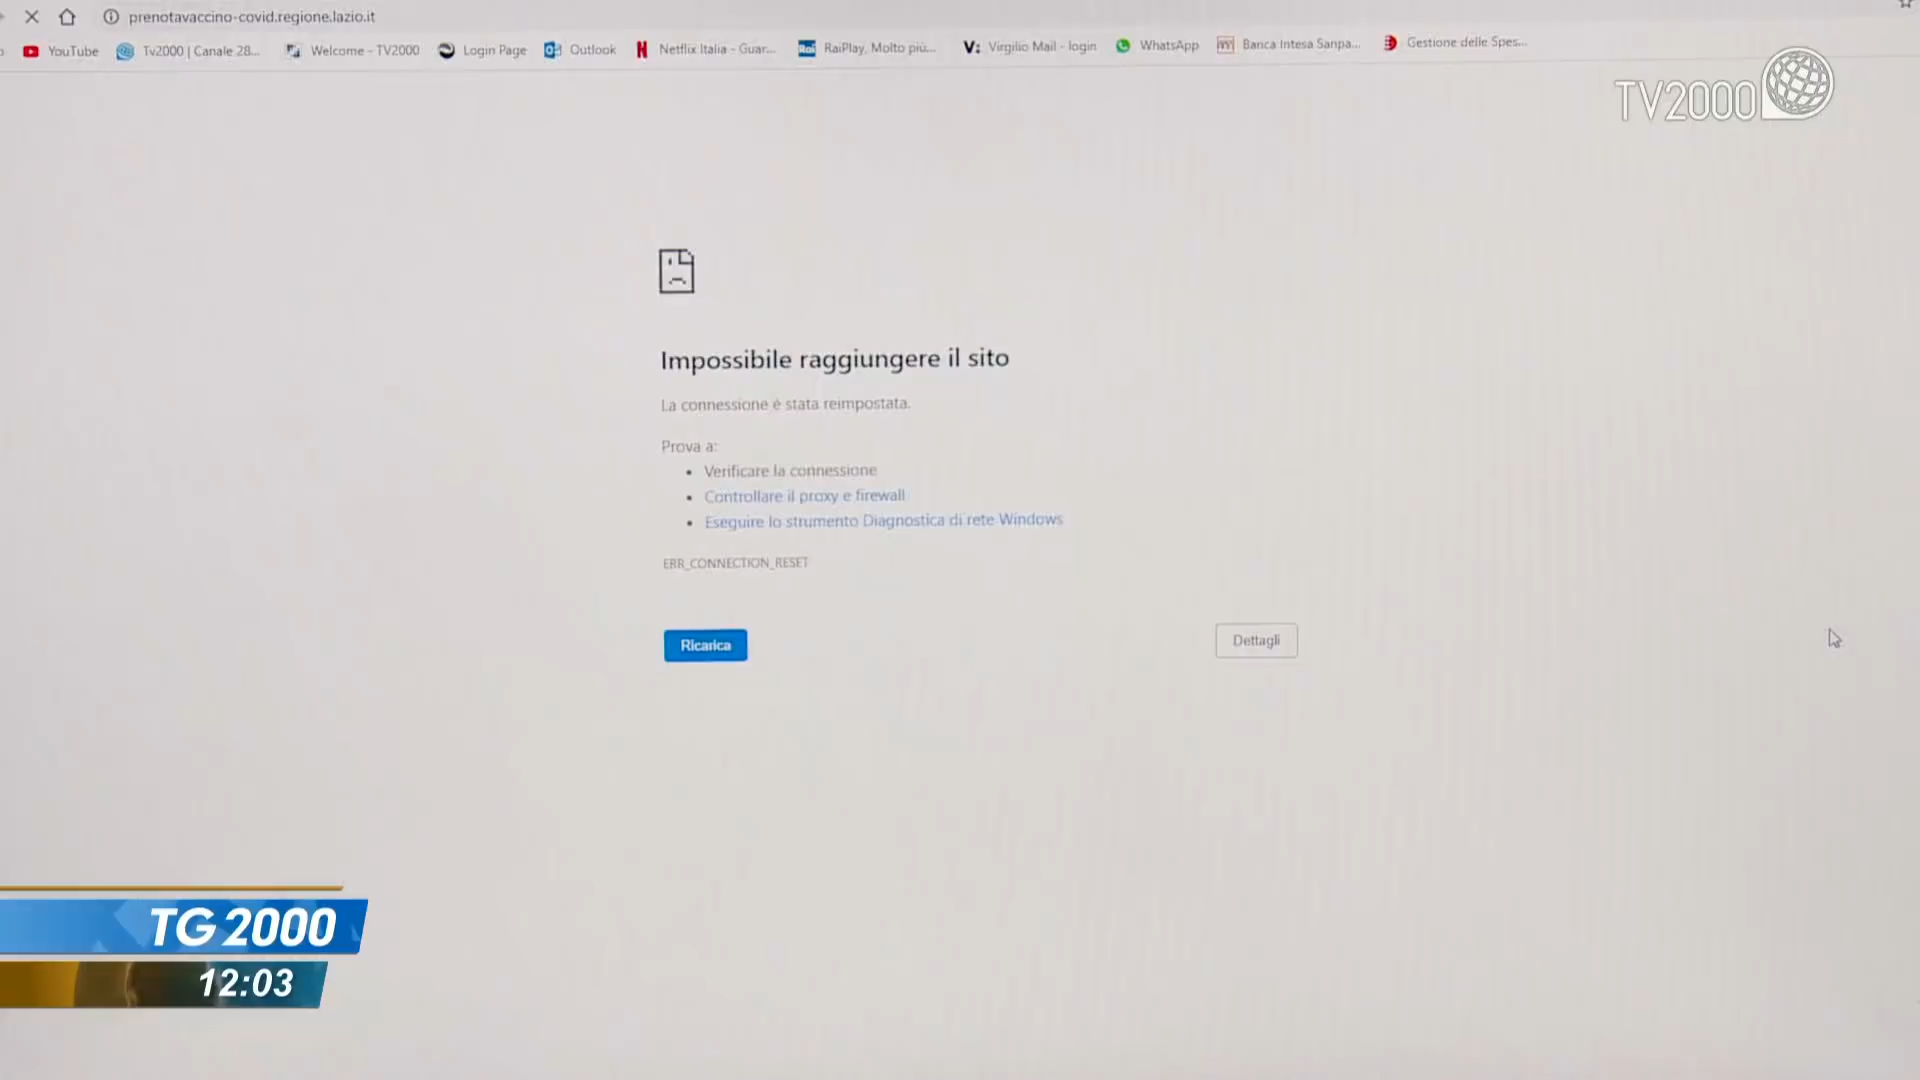 prenotavaccino-covid.regione.lazio.it
YouTube Tv2000 | Canale 28... Welcome - TV2000 Login Page Outlook Netflix Italia - Guar... RaiPlay, Molto più... Virgilio Mail - login WhatsApp Banca Intesa Sanpa... Gestione delle Spes...
TV2000
Impossibile raggiungere il sito
La connessione è stata reimpostata.
Prova a:
• Verificare la connessione
• Controllare il proxy e firewall
• Eseguire lo strumento Diagnostica di rete Windows
ERR_CONNECTION_RESET
Ricarica
Dettagli
TG 2000
12:03